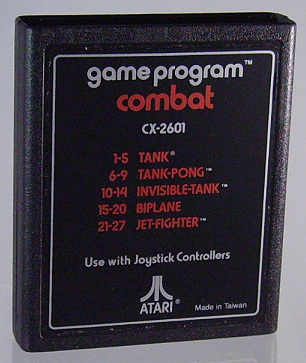 game program™
combat
CX-2601
1-5 TANK®
6-9 TANK-PONG™
10-14 INVISIBLE-TANK™
15-20 BIPLANE
21-27 JET-FIGHTER™
Use with Joystick Controllers
ATARI®
Made in Taiwan